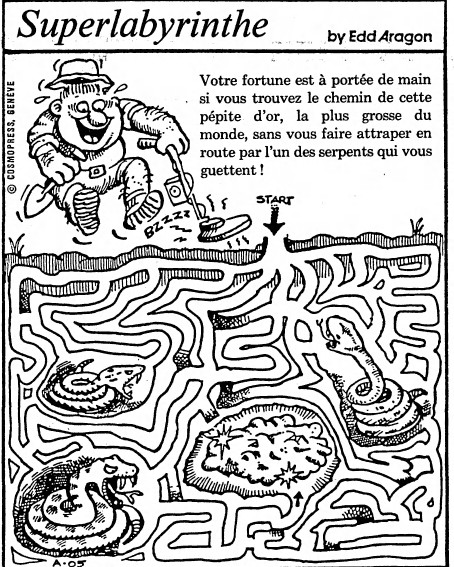 Superlabyrinthe
by Edd Aragon
© COSMOPRESS, GENÈVE
Votre fortune est à portée de main
si vous trouvez le chemin de cette
pépite d'or, la plus grosse du
monde, sans vous faire attraper en
route par l'un des serpents qui vous
guettent !
START
BZZZZ
A-05